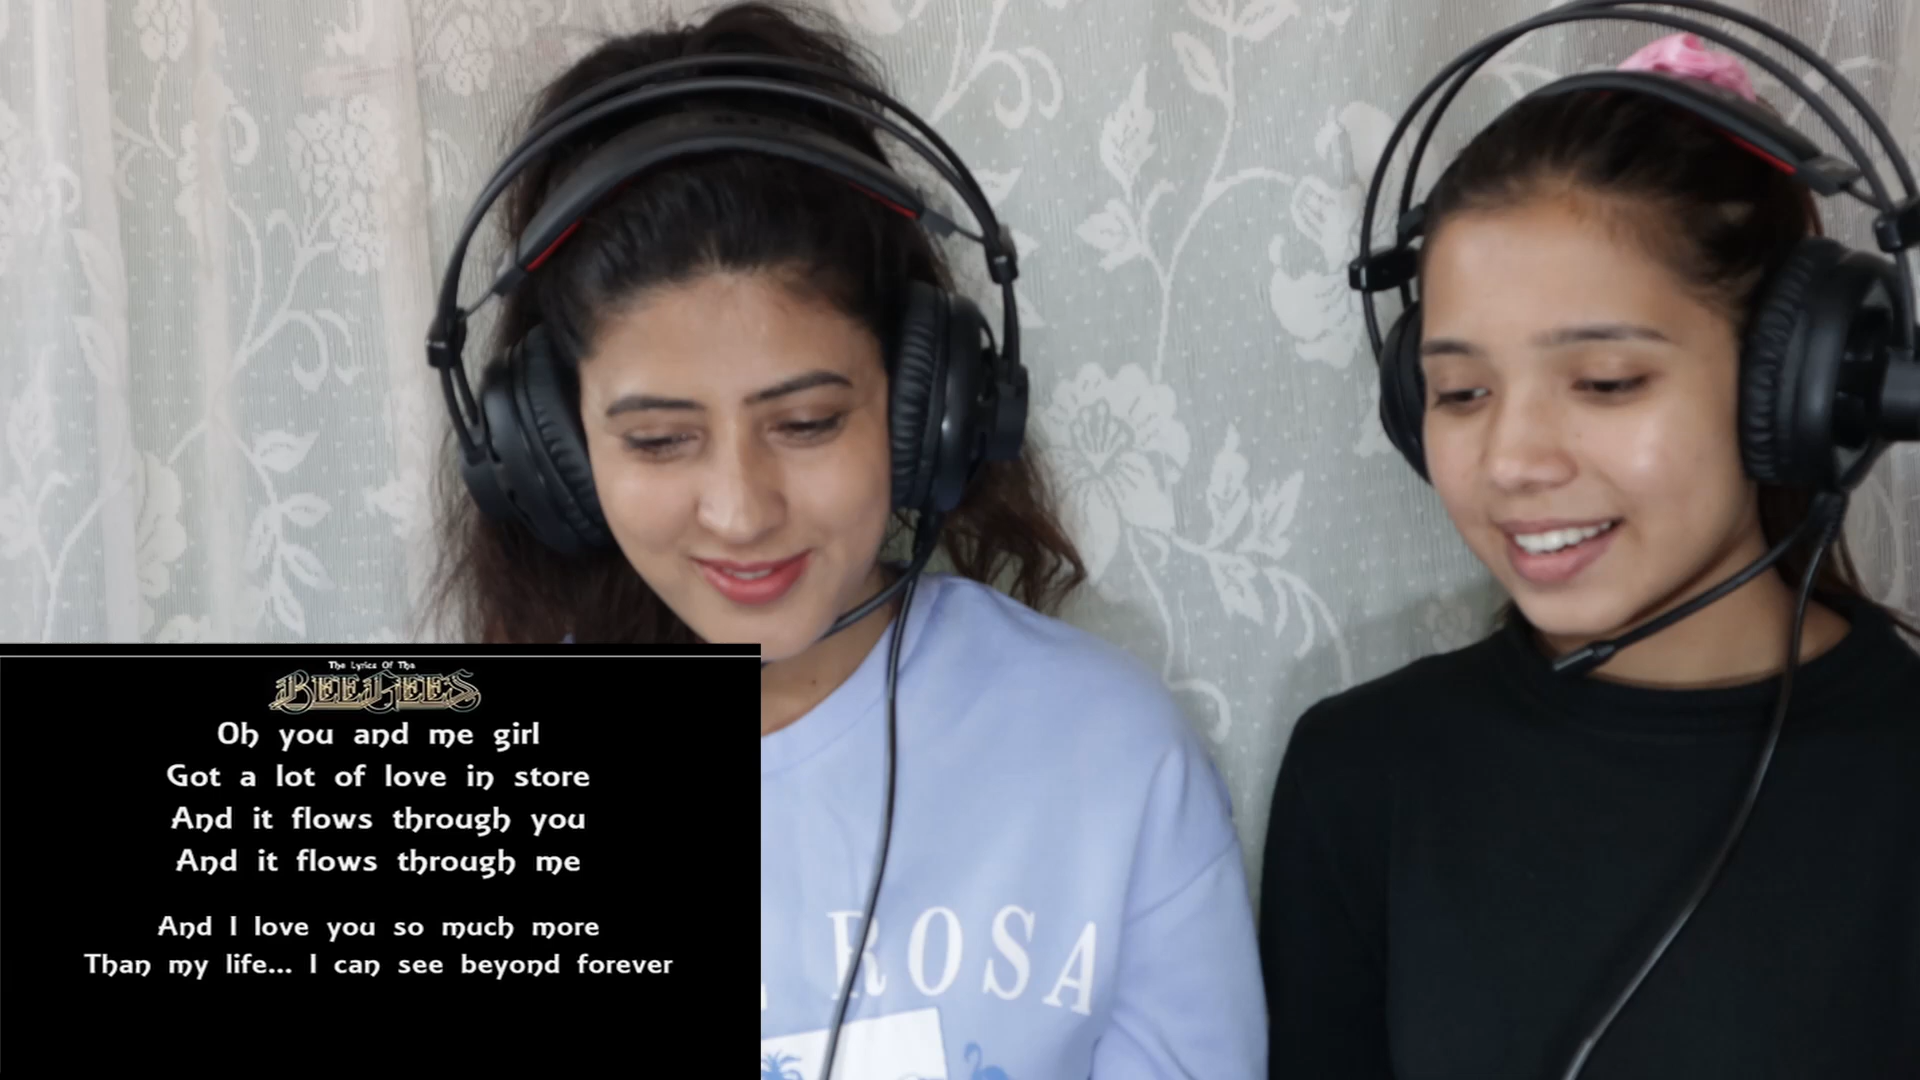 The Lyrics Of The
BEE GEES
Oh you and me girl
Got a lot of love in store
And it flows through you
And it flows through me
And I love you so much more
Than my life... I can see beyond forever
ROSA